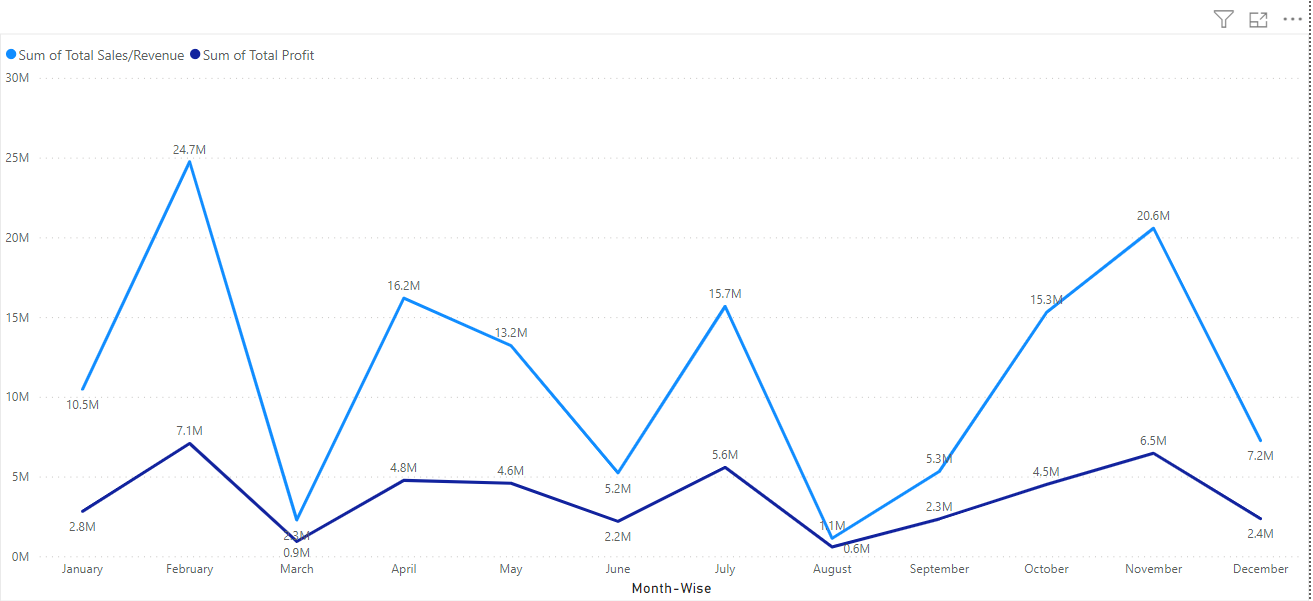 Sum of Total Sales/Revenue Sum of Total Profit
30M
25M
24.7M
20M
20.6M
15M
16.2M
15.7M
15.3M
13.2M
10M
10.5M
7.1M
7.2M
6.5M
5M
5.3M
5.2M
5.6M
4.8M
4.6M
4.5M
2.8M
2.3M
2.2M
2.3M
2.4M
1.1M
0.9M
0.6M
0M
January February March April May June July August September October November December
Month-Wise